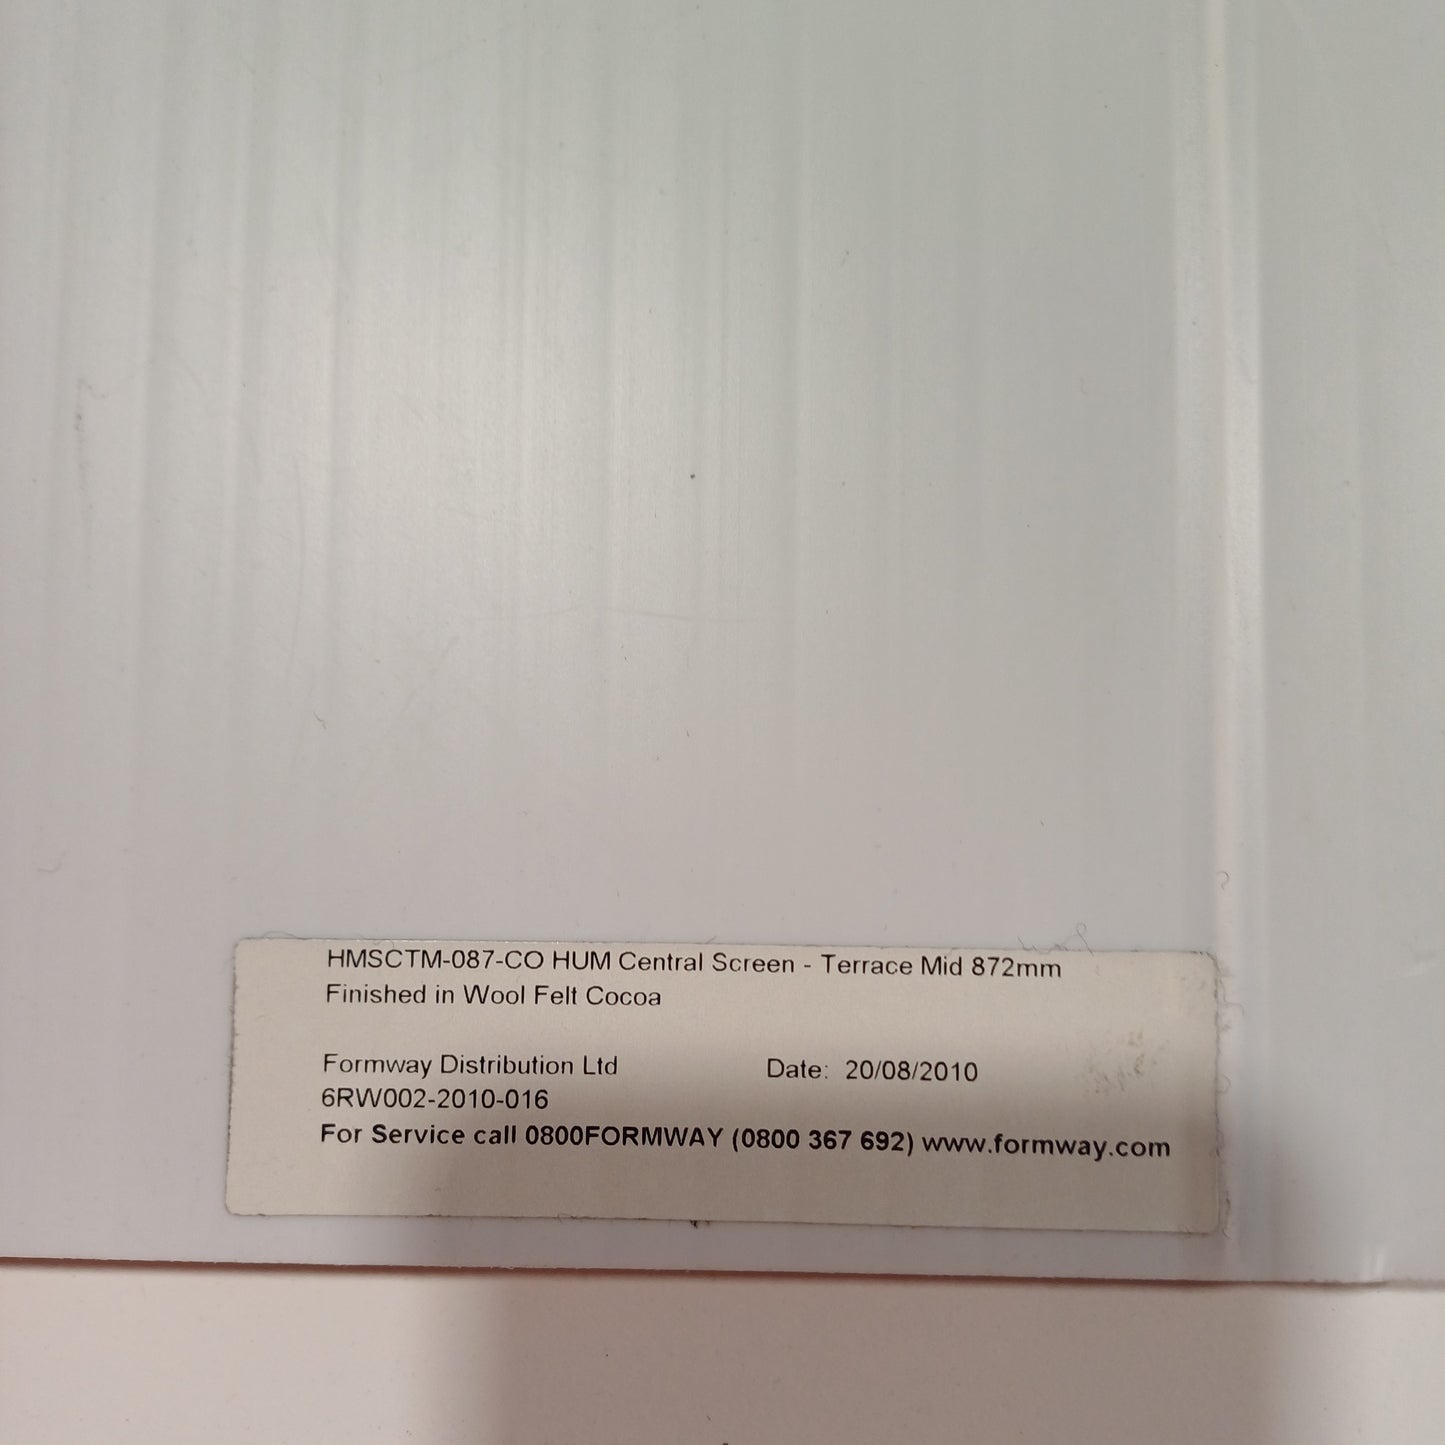 HMSCTM-087-CO HUM Central Screen - Terrace Mid 872mm
Finished in Wool Felt Cocoa
Formway Distribution Ltd Date: 20/08/2010
6RW002-2010-016
For Service call 0800FORMWAY (0800 367 692) www.formway.com